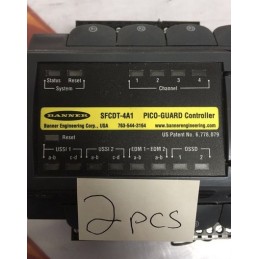 Status Reset
System
1 2 3 4
Channel
BANNER SFCDT-4A1 PICO-GUARD Controller
Banner Engineering Corp., USA 763-544-3164 www.bannerengineering.com
US Patent No. 6,778,079
Reset
USSI 1 USSI 2 EDM 1 - EDM 2 OSSD
a-b a-b a-b a-b
2 pcs